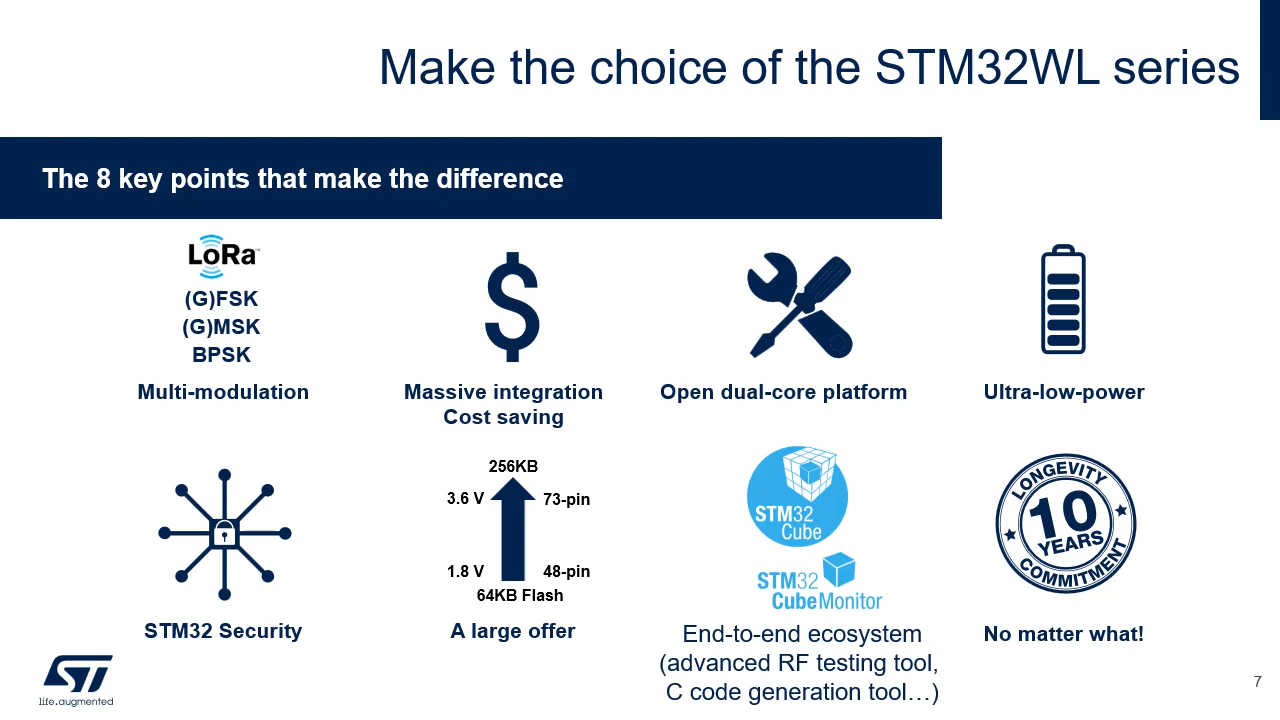 Make the choice of the STM32WL series
The 8 key points that make the difference
LoRa™
(G)FSK
(G)MSK
BPSK
Multi-modulation
Massive integration
Cost saving
Open dual-core platform
Ultra-low-power
STM32 Security
256KB
3.6 V
73-pin
1.8 V
48-pin
64KB Flash
A large offer
STM32
Cube
STM32
CubeMonitor
End-to-end ecosystem
(advanced RF testing tool,
C code generation tool…)
LONGEVITY
10
YEARS
COMMITMENT
No matter what!
ST
life.augmented
7